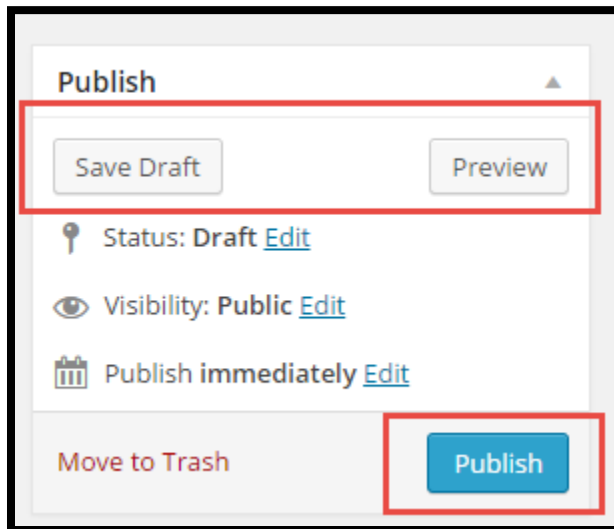 Publish
Save Draft Preview
Status: Draft Edit
Visibility: Public Edit
Publish immediately Edit
Move to Trash Publish